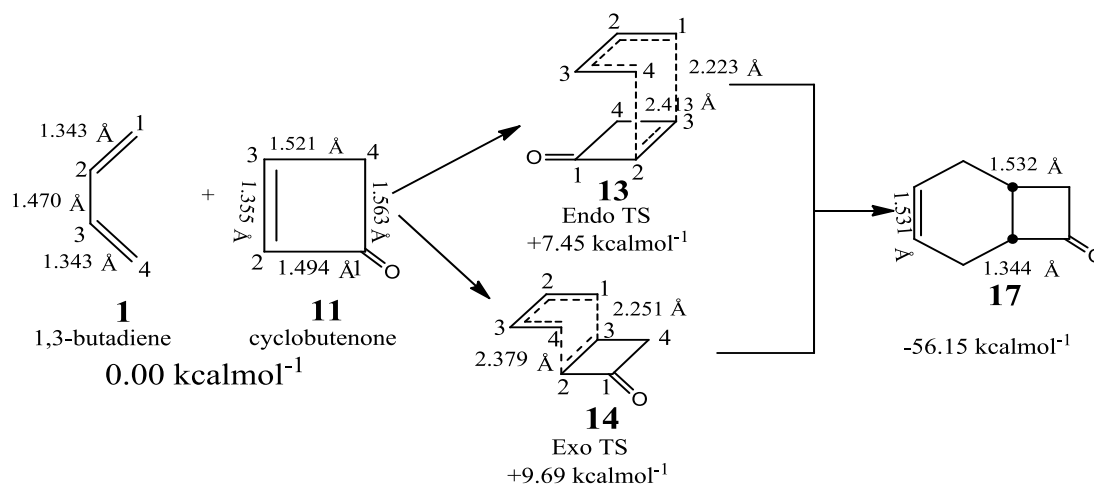 1
2
3
4
1.343 Å
1.470 Å
1.343 Å
1
1,3-butadiene
+
3
4
2
1
O
1.521 Å
1.355 Å
1.563 Å
1.494 Å
11
cyclobutenone
0.00 kcalmol-1
2
1
3
4
2.223 Å
4
2.413 Å
3
O
1
2
13
Endo TS
+7.45 kcalmol-1
2
1
2.251 Å
3
4
3
4
2.379 Å
2
1
O
14
Exo TS
+9.69 kcalmol-1
1.532 Å
1.531 Å
O
1.344 Å
17
-56.15 kcalmol-1